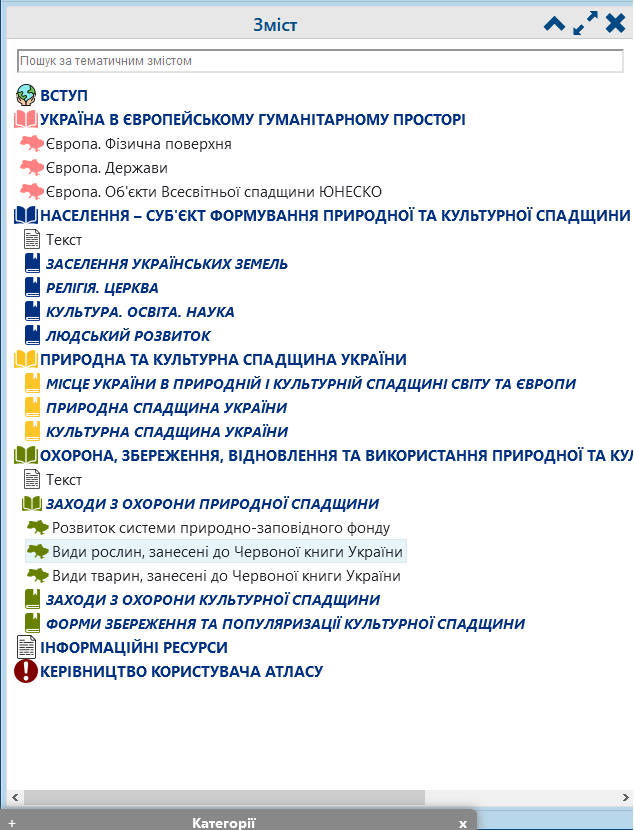 Зміст
Пошук за тематичним змістом
ВСТУП
УКРАЇНА В ЄВРОПЕЙСЬКОМУ ГУМАНІТАРНОМУ ПРОСТОРІ
Європа. Фізична поверхня
Європа. Держави
Європа. Об'єкти Всесвітньої спадщини ЮНЕСКО
НАСЕЛЕННЯ – СУБ'ЄКТ ФОРМУВАННЯ ПРИРОДНОЇ ТА КУЛЬТУРНОЇ СПАДЩИНИ
Текст
ЗАСЕЛЕННЯ УКРАЇНСЬКИХ ЗЕМЕЛЬ
РЕЛІГІЯ. ЦЕРКВА
КУЛЬТУРА. ОСВІТА. НАУКА
ЛЮДСЬКИЙ РОЗВИТОК
ПРИРОДНА ТА КУЛЬТУРНА СПАДЩИНА УКРАЇНИ
МІСЦЕ УКРАЇНИ В ПРИРОДНІЙ І КУЛЬТУРНІЙ СПАДЩИНІ СВІТУ ТА ЄВРОПИ
ПРИРОДНА СПАДЩИНА УКРАЇНИ
КУЛЬТУРНА СПАДЩИНА УКРАЇНИ
ОХОРОНА, ЗБЕРЕЖЕННЯ, ВІДНОВЛЕННЯ ТА ВИКОРИСТАННЯ ПРИРОДНОЇ ТА КУЛ
Текст
ЗАХОДИ З ОХОРОНИ ПРИРОДНОЇ СПАДЩИНИ
Розвиток системи природно-заповідного фонду
Види рослин, занесені до Червоної книги України
Види тварин, занесені до Червоної книги України
ЗАХОДИ З ОХОРОНИ КУЛЬТУРНОЇ СПАДЩИНИ
ФОРМИ ЗБЕРЕЖЕННЯ ТА ПОПУЛЯРИЗАЦІЇ КУЛЬТУРНОЇ СПАДЩИНИ
ІНФОРМАЦІЙНІ РЕСУРСИ
КЕРІВНИЦТВО КОРИСТУВАЧА АТЛАСУ
+ Категорії x